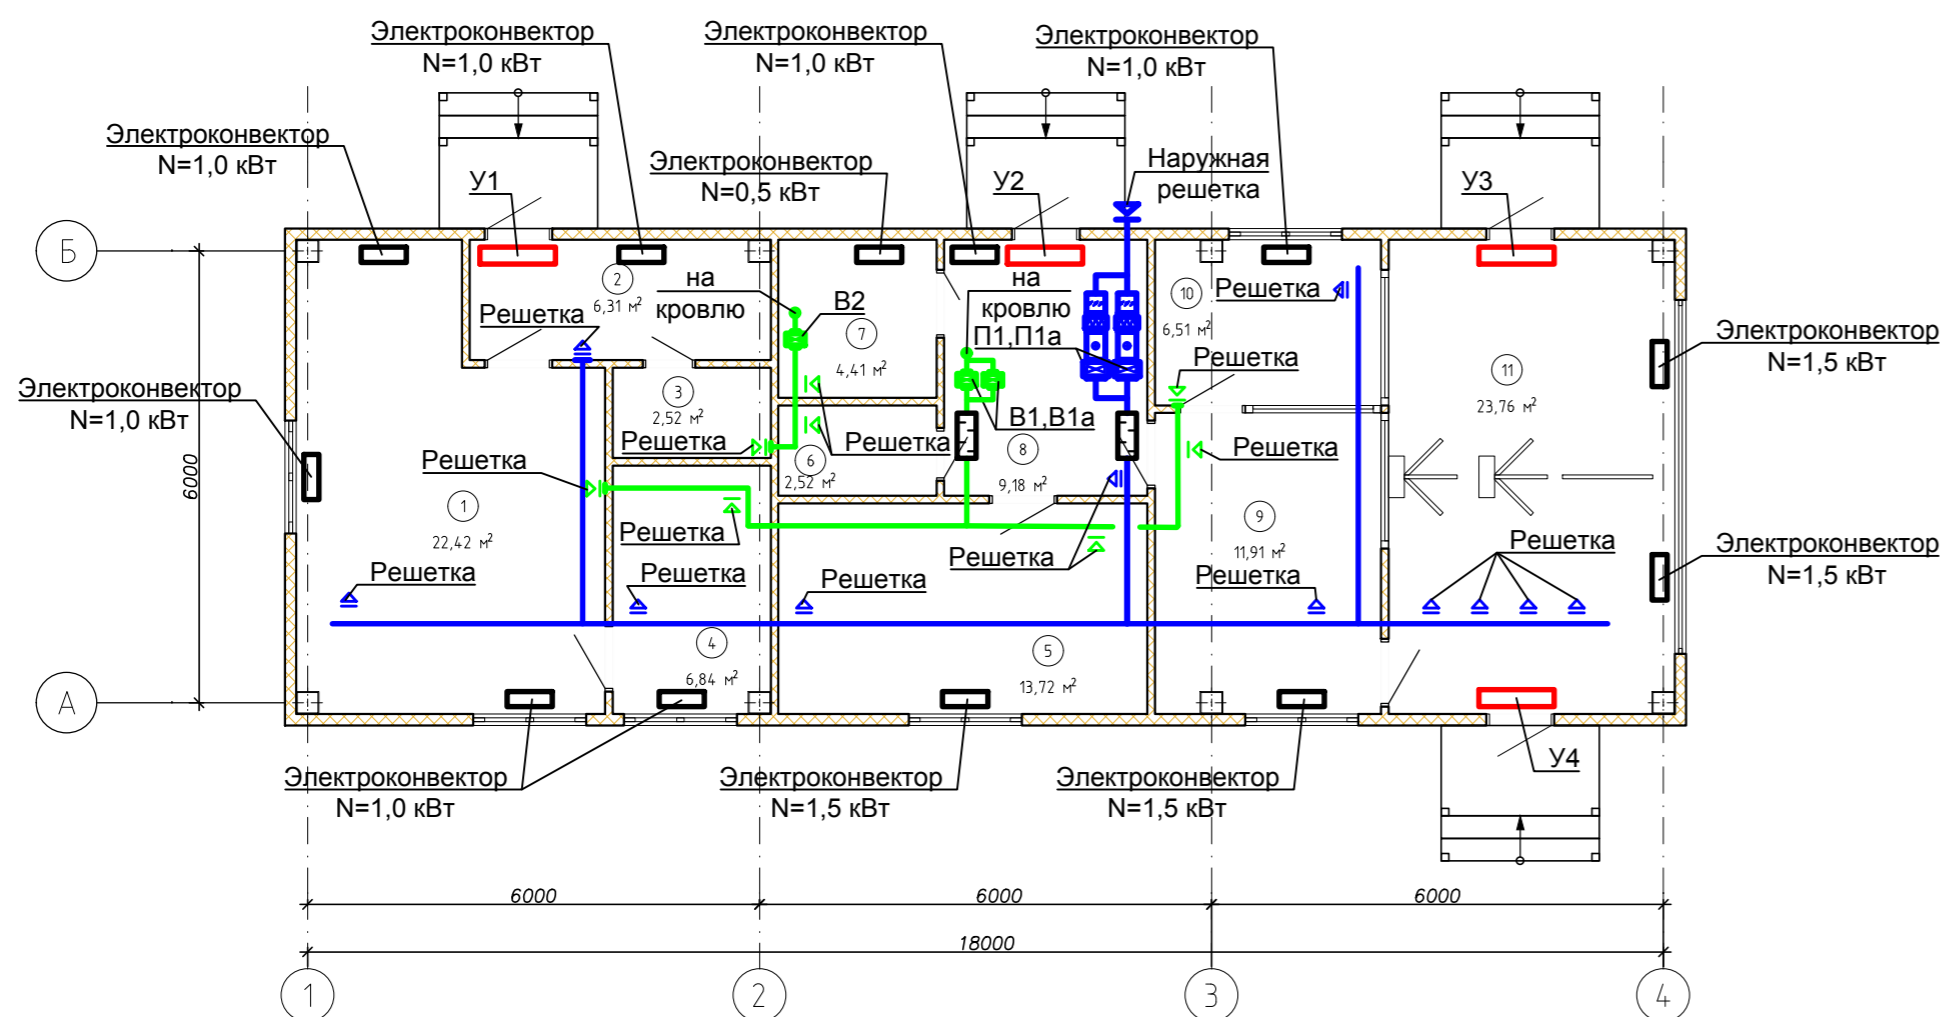 Электроконвектор
N=1,0 кВт
Электроконвектор
N=1,0 кВт
Электроконвектор
N=1,0 кВт
Электроконвектор
N=1,0 кВт
Электроконвектор
N=0,5 кВт
Наружная
решетка
У1
У2
У3
Б
2
6,31 м²
на
кровлю
В2
7
4,41 м²
на
кровлю
П1,П1а
10
6,51 м²
Решетка
Решетка
Решетка
11
23,76 м²
Электроконвектор
N=1,5 кВт
Электроконвектор
N=1,0 кВт
3
2,52 м²
Решетка
Решетка
В1,В1а
Решетка
Решетка
6000
6
2,52 м²
8
9,18 м²
1
22,42 м²
9
11,91 м²
Решетка
Решетка
Решетка
Электроконвектор
N=1,5 кВт
Решетка
Решетка
Решетка
Решетка
4
6,84 м²
5
13,72 м²
А
У4
Электроконвектор
N=1,0 кВт
Электроконвектор
N=1,5 кВт
Электроконвектор
N=1,5 кВт
6000
6000
6000
18000
1
2
3
4